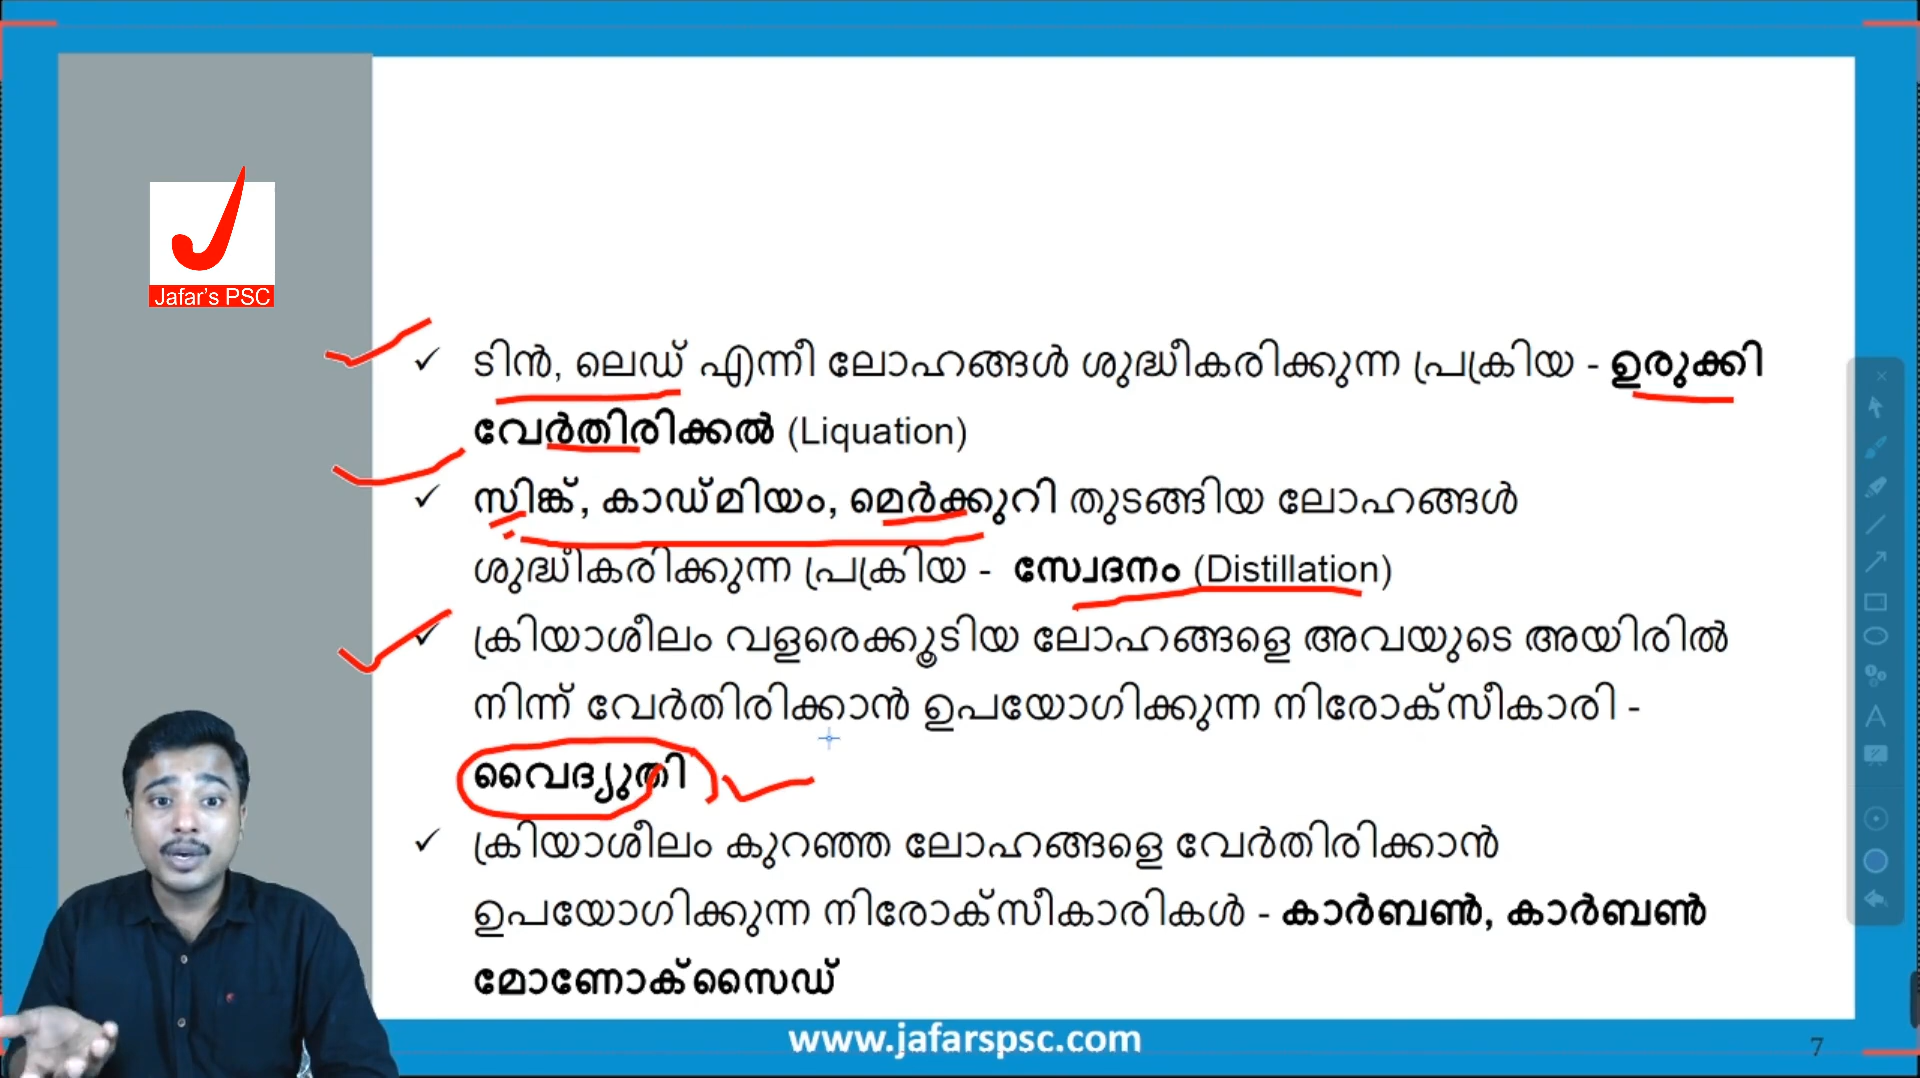 Jafar's PSC
✓ ടിൻ, ലെഡ് എന്നീ ലോഹങ്ങൾ ശുദ്ധീകരിക്കുന്ന പ്രക്രിയ - ഉരുക്കി
വേർതിരിക്കൽ (Liquation)
✓ സിങ്ക്, കാഡ്മിയം, മെർക്കുറി തുടങ്ങിയ ലോഹങ്ങൾ
ശുദ്ധീകരിക്കുന്ന പ്രക്രിയ - സ്വേദനം (Distillation)
✓ ക്രിയാശീലം വളരെക്കൂടിയ ലോഹങ്ങളെ അവയുടെ അയിരിൽ
നിന്ന് വേർതിരിക്കാൻ ഉപയോഗിക്കുന്ന നിരോക്സീകാരി -
വൈദ്യുതി
✓ ക്രിയാശീലം കുറഞ്ഞ ലോഹങ്ങളെ വേർതിരിക്കാൻ
ഉപയോഗിക്കുന്ന നിരോക്സീകാരികൾ - കാർബൺ, കാർബൺ
മോണോക്സൈഡ്
www.jafarspsc.com
7